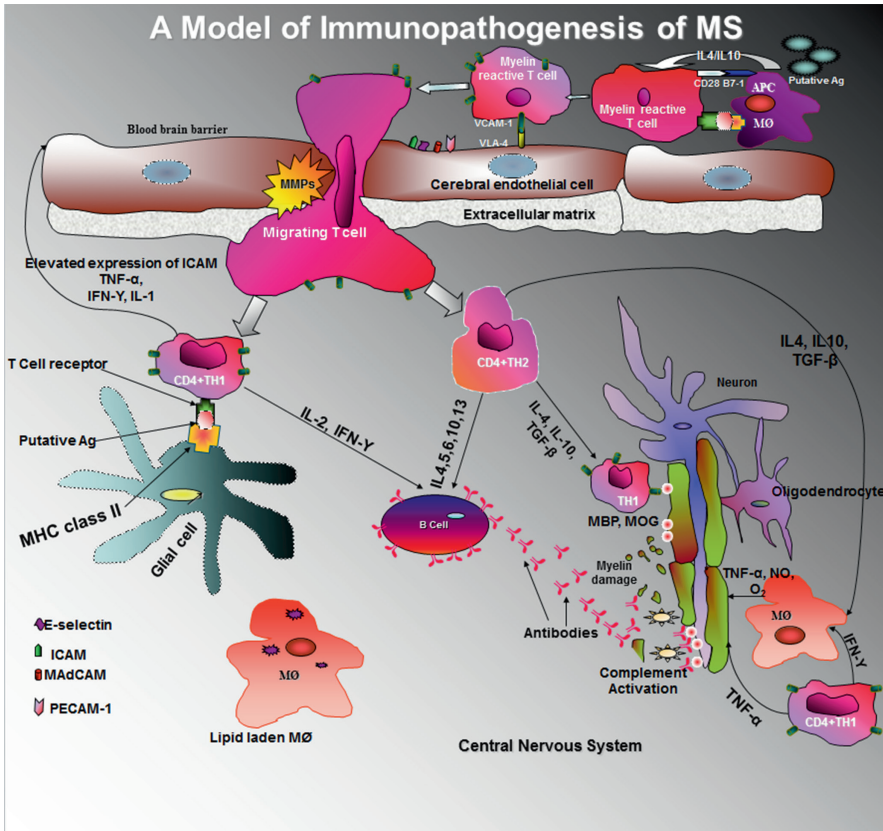 A Model of Immunopathogenesis of MS
IL4/IL10
Putative Ag
Myelin
reactive T cell
CD28 B7-1
APC
MØ
Myelin reactive
T cell
VCAM-1
VLA-4
Blood brain barrier
MMPs
Cerebral endothelial cell
Extracellular matrix
Migrating T cell
Elevated expression of ICAM
TNF-α,
IFN-Y, IL-1
T Cell receptor
CD4+TH1
Putative Ag
MHC class II
Glial cell
IL-2, IFN-Y
CD4+TH2
IL4,5,6,10,13
IL-4, IL-10,
TGF-β
IL4, IL10,
TGF-β
Neuron
Oligodendrocyte
TH1
MBP, MOG
B Cell
Myelin
damage
TNF-α, NO,
O2
MØ
IFN-Y
Antibodies
Complement
Activation
TNF-α
CD4+TH1
E-selectin
ICAM
MAdCAM
PECAM-1
MØ
Lipid laden MØ
Central Nervous System